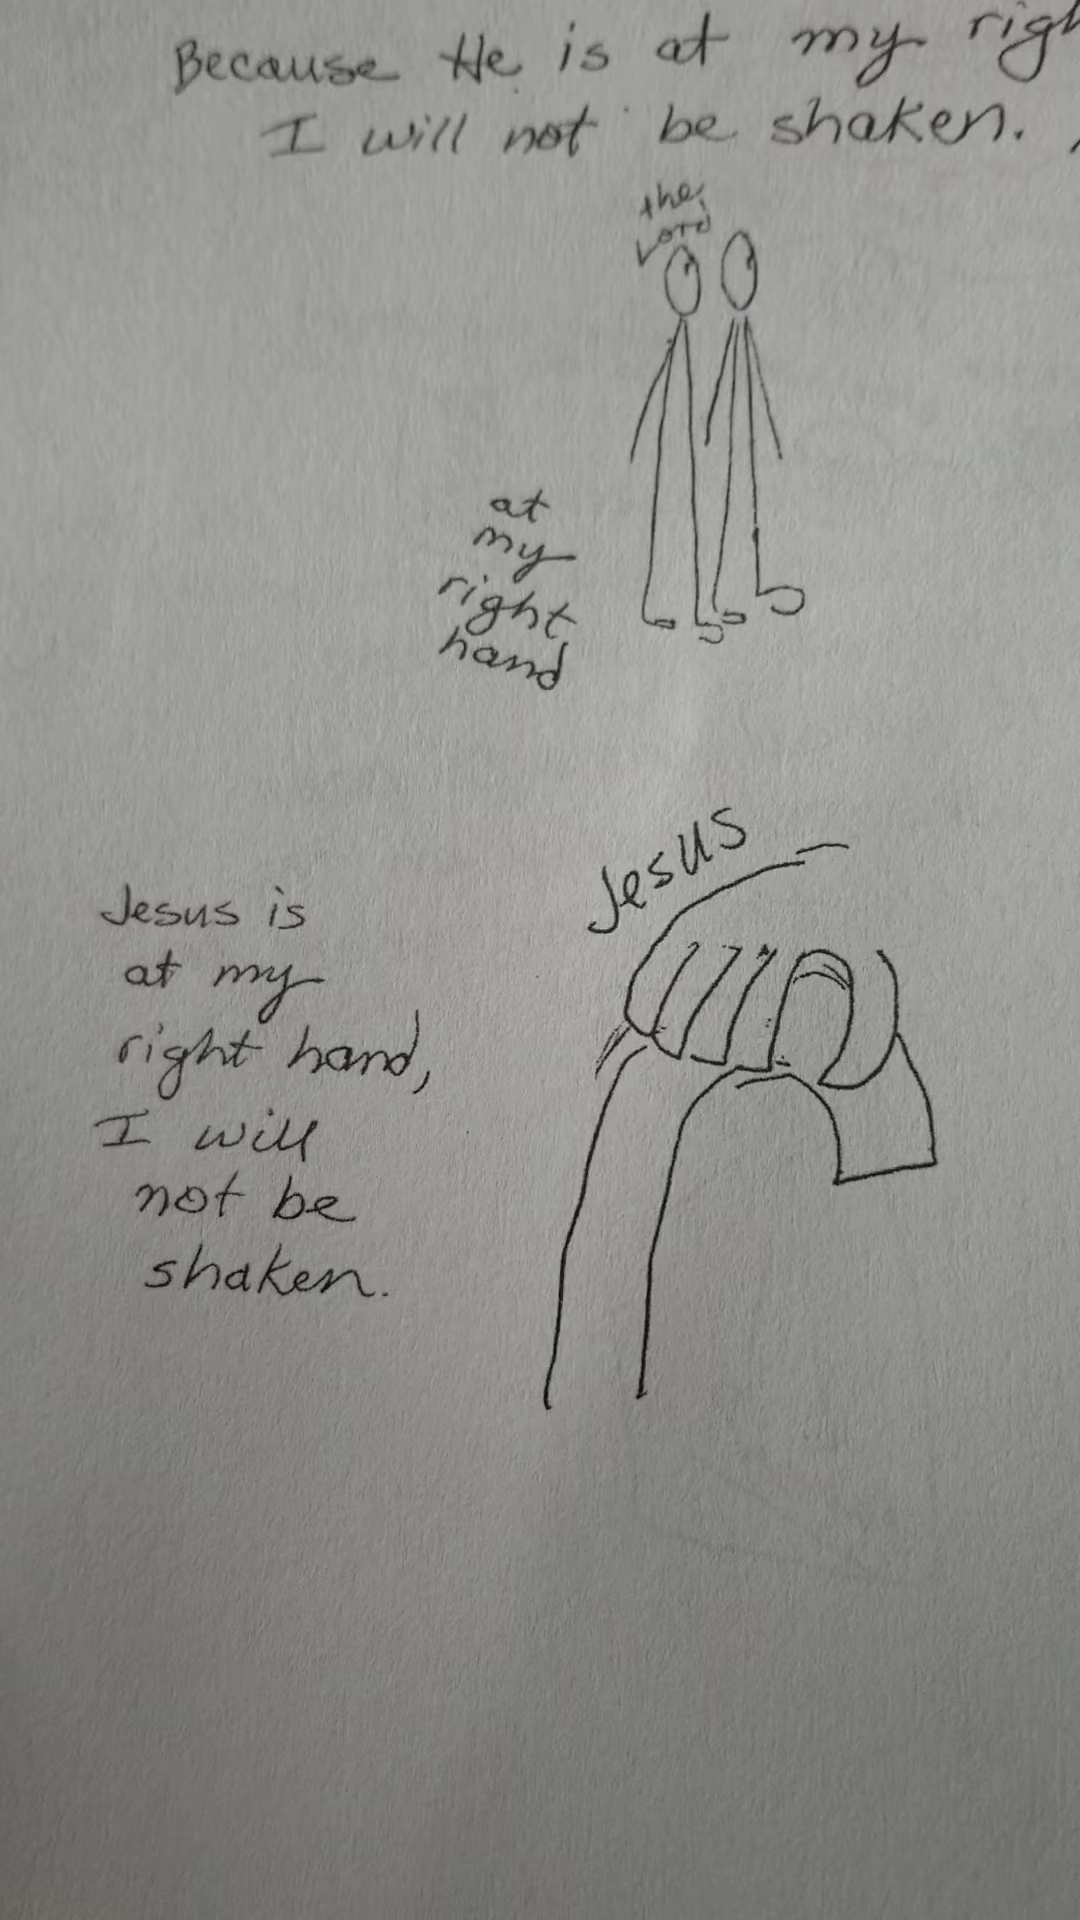 Because He is at my
I will not be shaken.
the
Lord
at
my
right
hand
Jesus
Jesus is
at my
right hand,
I will
not be
shaken.